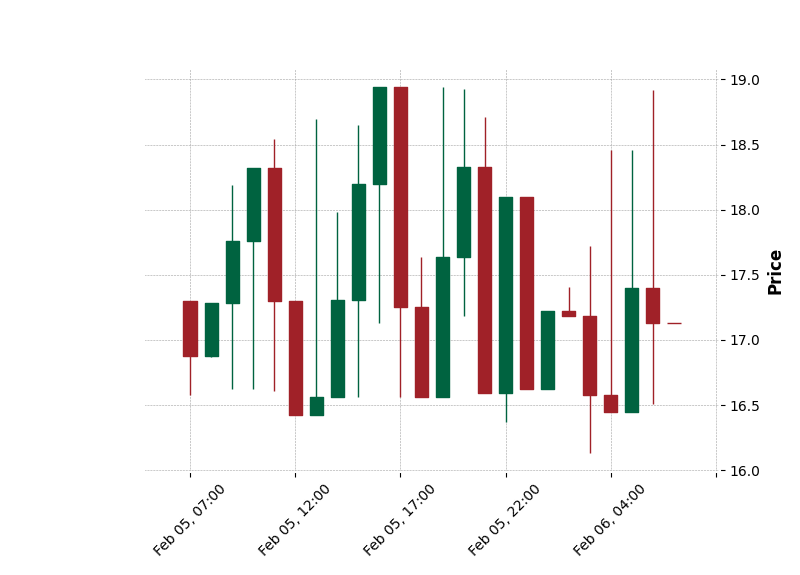 19.0
18.5
18.0
17.5
17.0
16.5
16.0
Price
Feb 05, 07:00
Feb 05, 12:00
Feb 05, 17:00
Feb 05, 22:00
Feb 06, 04:00